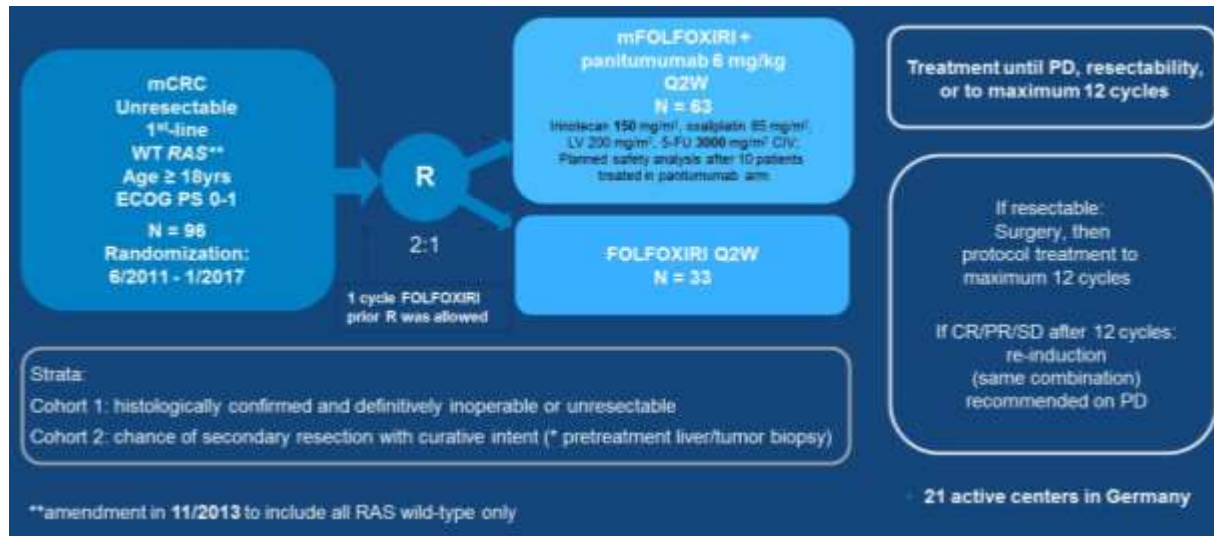 mCRC
Unresectable
1st-line
WT RAS**
Age ≥ 18yrs
ECOG PS 0-1
N = 96
Randomization:
6/2011 - 1/2017
R
2:1
1 cycle FOLFOXIRI
prior R was allowed
mFOLFOXIRI +
panitumumab 6 mg/kg
Q2W
N = 63
Irinotecan 150 mg/m², oxaliplatin 85 mg/m²,
LV 200 mg/m², 5-FU 3000 mg/m² CIV;
Planned safety analysis after 10 patients
treated in panitumumab arm
FOLFOXIRI Q2W
N = 33
Treatment until PD, resectability,
or to maximum 12 cycles
If resectable:
Surgery, then
protocol treatment to
maximum 12 cycles
If CR/PR/SD after 12 cycles:
re-induction
(same combination)
recommended on PD
Strata:
Cohort 1: histologically confirmed and definitively inoperable or unresectable
Cohort 2: chance of secondary resection with curative intent (* pretreatment liver/tumor biopsy)
**amendment in 11/2013 to include all RAS wild-type only
21 active centers in Germany